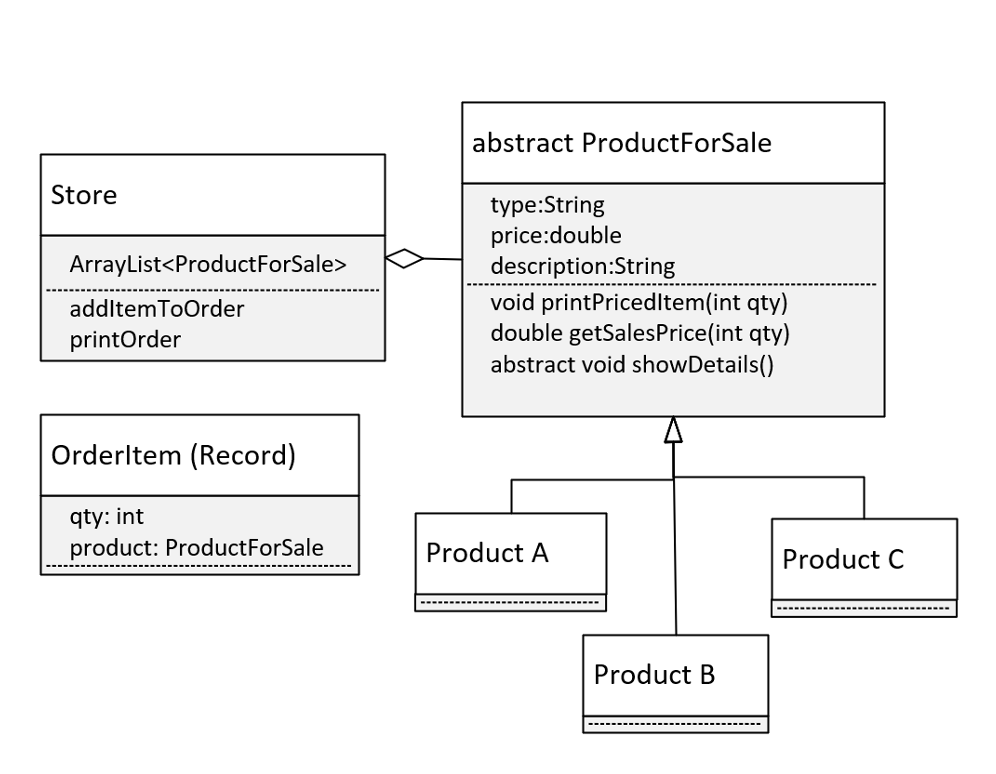 Store
ArrayList<ProductForSale>
addItemToOrder
printOrder
abstract ProductForSale
type:String
price:double
description:String
void printPricedItem(int qty)
double getSalesPrice(int qty)
abstract void showDetails()
OrderItem (Record)
qty: int
product: ProductForSale
Product A
Product B
Product C